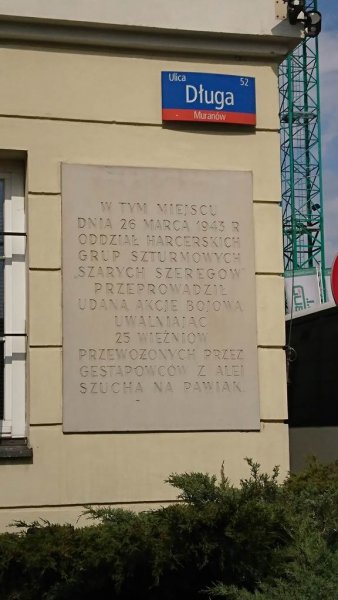 Ulica 52
Długa
Muranów
W TYM MIEJSCU
DNIA 26 MARCA 1943 R
ODDZIAŁ HARCERSKICH
GRUP SZTURMOWYCH
„SZARYCH SZEREGÓW"
PRZEPROWADZIŁ
UDANĄ AKCJĘ BOJOWĄ
UWALNIAJĄC
25 WIĘŹNIÓW
PRZEWOŻONYCH PRZEZ
GESTAPOWCÓW Z ALEI
SZUCHA NA PAWIAK.